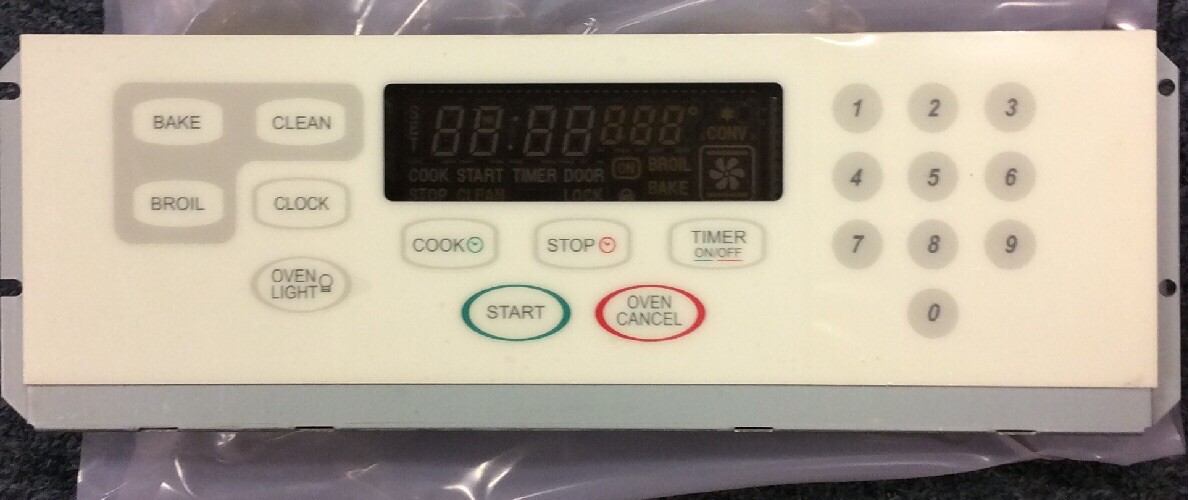 BAKE
CLEAN
BROIL
CLOCK
OVEN
LIGHT
SET
88:88 888°
CONV
COOK START TIMER DOOR
ON
BROIL
STOP CLEAN LOCK
BAKE
COOK
STOP
TIMER
ON/OFF
START
OVEN
CANCEL
1 2 3
4 5 6
7 8 9
0